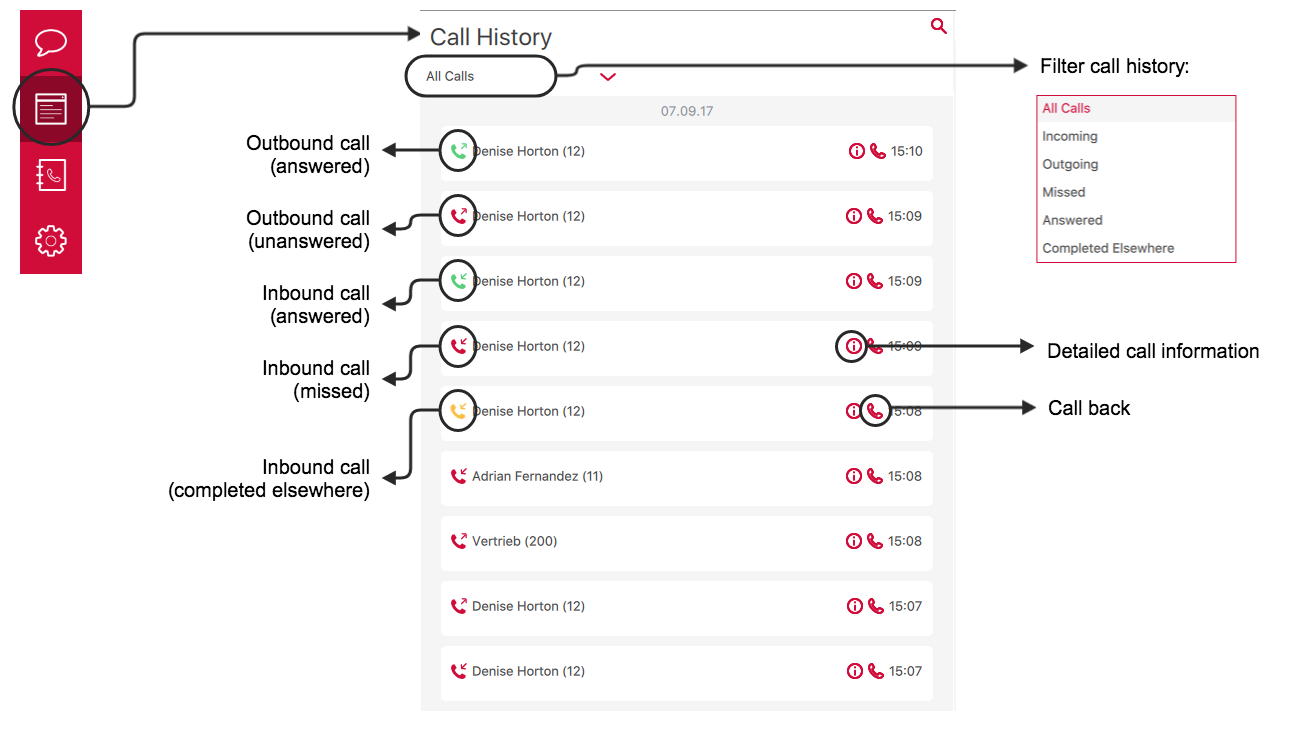 Call History
All Calls
Filter call history:
All Calls
Incoming
Outgoing
Missed
Answered
Completed Elsewhere
07.09.17
Outbound call
(answered)
Denise Horton (12)
15:10
Outbound call
(unanswered)
Denise Horton (12)
15:09
Inbound call
(answered)
Denise Horton (12)
15:09
Inbound call
(missed)
Denise Horton (12)
15:09
Detailed call information
Inbound call
(completed elsewhere)
Denise Horton (12)
15:08
Call back
Adrian Fernandez (11)
15:08
Vertrieb (200)
15:08
Denise Horton (12)
15:07
Denise Horton (12)
15:07